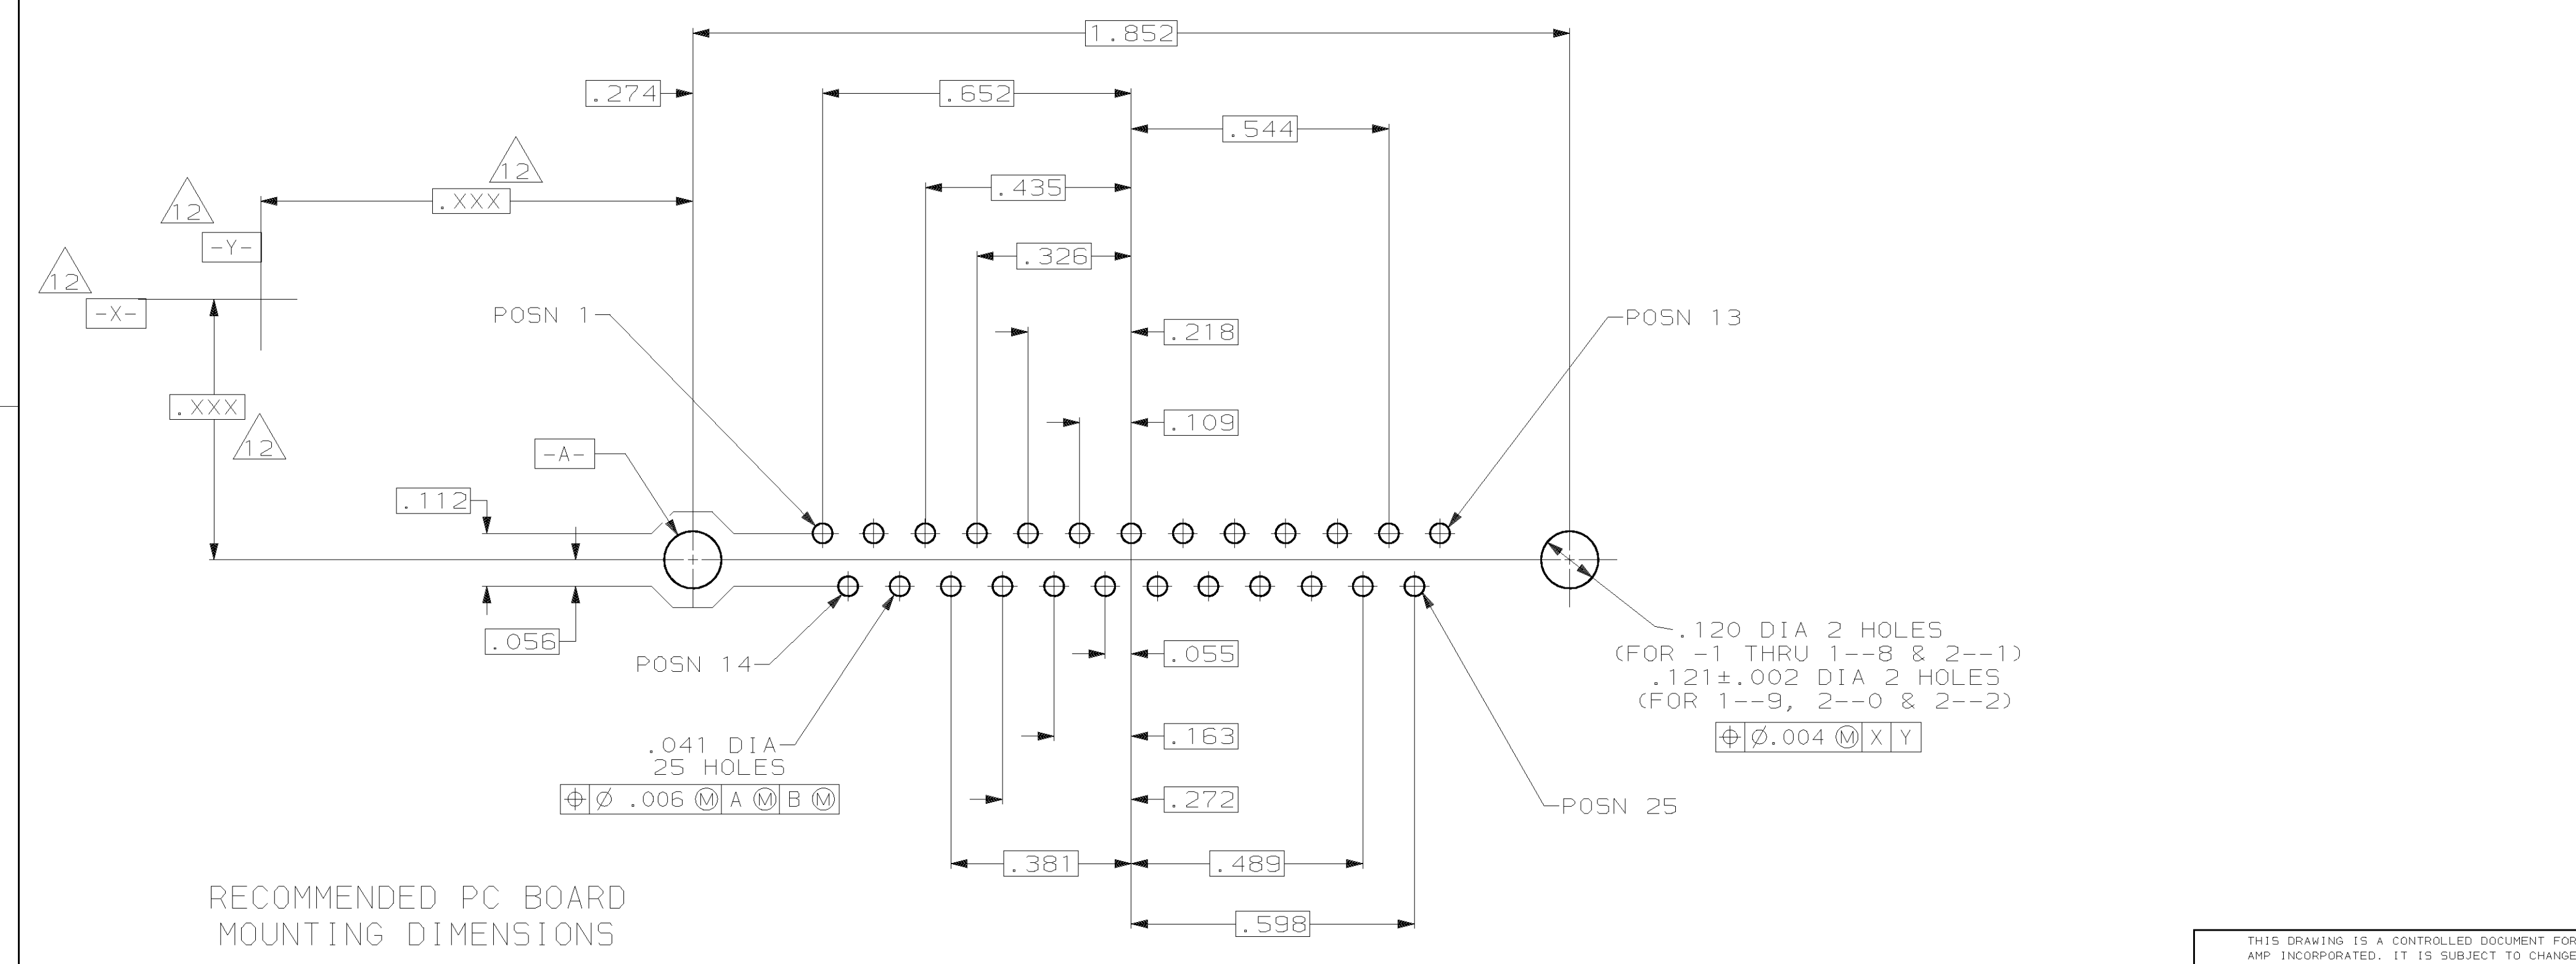 1.852
.274
.652
.544
12
.435
.XXX
12
-Y-
.326
12
-X-
POSN 1
POSN 13
.218
.XXX
.109
12
-A-
.112
.056
POSN 14
.055
.120 DIA 2 HOLES
(FOR -1 THRU 1--8 & 2--1)
.121±.002 DIA 2 HOLES
(FOR 1--9, 2--0 & 2--2)
⌖ Ø.004 Ⓜ X Y
.163
.041 DIA
25 HOLES
⌖ Ø .006 Ⓜ A Ⓜ B Ⓜ
.272
POSN 25
.381
.489
.598
RECOMMENDED PC BOARD
MOUNTING DIMENSIONS
THIS DRAWING IS A CONTROLLED DOCUMENT FOR
AMP INCORPORATED. IT IS SUBJECT TO CHANGE